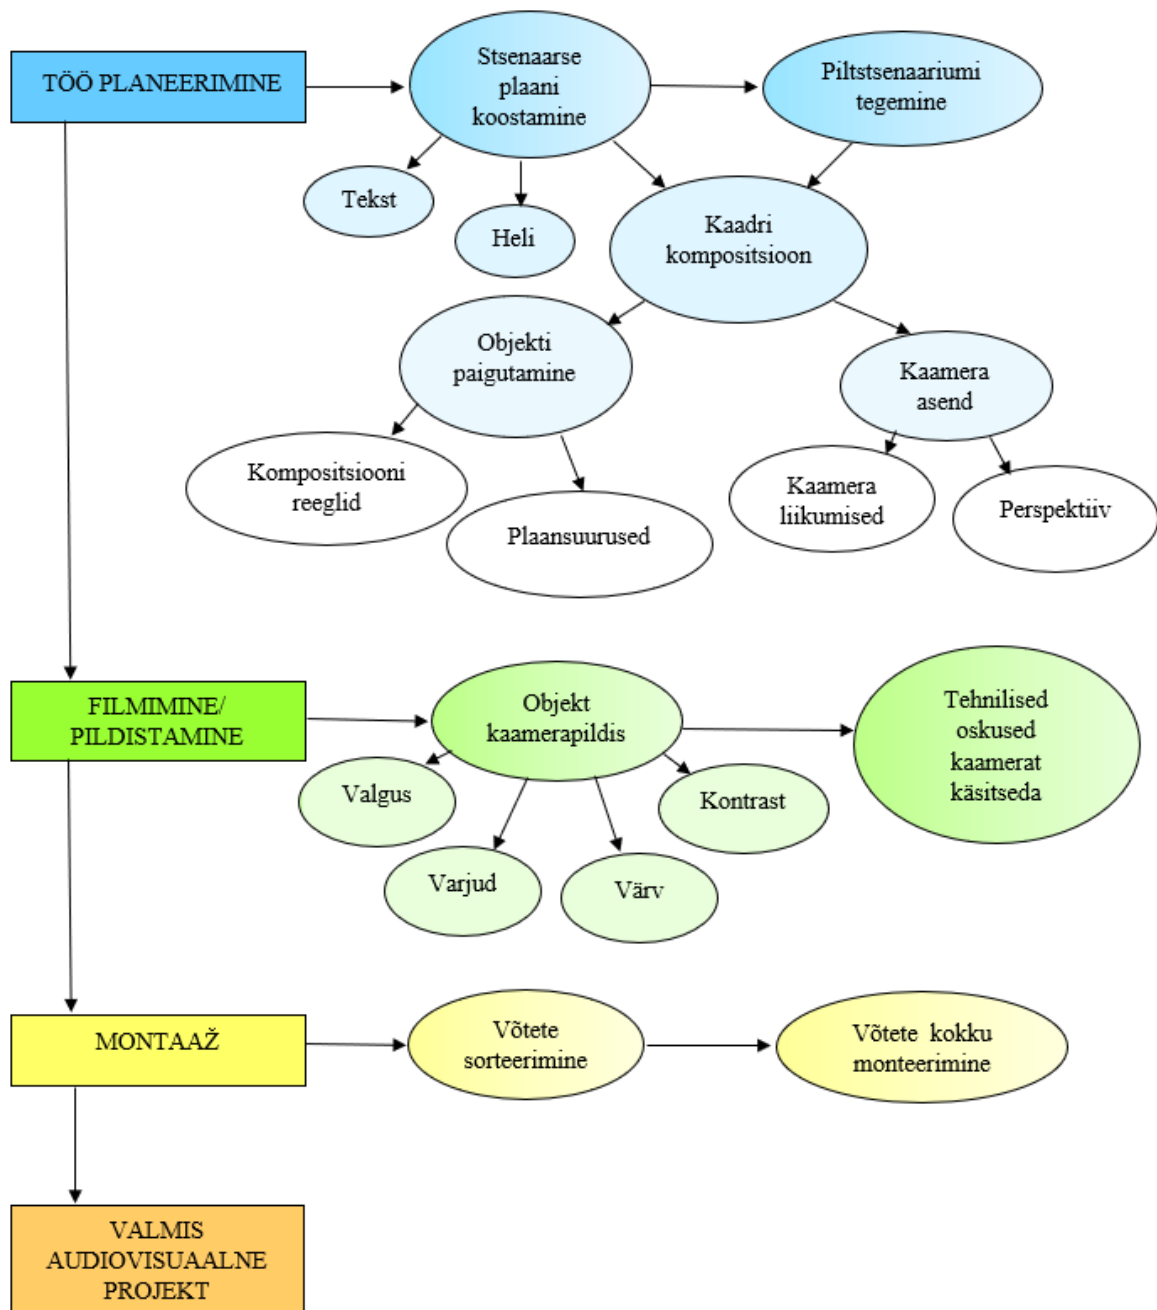 TÖÖ PLANEERIMINE
Stsenaarse
plaani
koostamine
Piltstsenaariumi
tegemine
Tekst
Heli
Kaadri
kompositsioon
Objekti
paigutamine
Kaamera
asend
Kompositsiooni
reeglid
Plaansuurused
Kaamera
liikumised
Perspektiiv
FILMIMINE/
PILDISTAMINE
Objekt
kaamerapildis
Tehnilised
oskused
kaamerat
käsitseda
Valgus
Kontrast
Varjud
Värv
MONTAAŽ
Võtete
sorteerimine
Võtete kokku
monteerimine
VALMIS
AUDIOVISUAALNE
PROJEKT